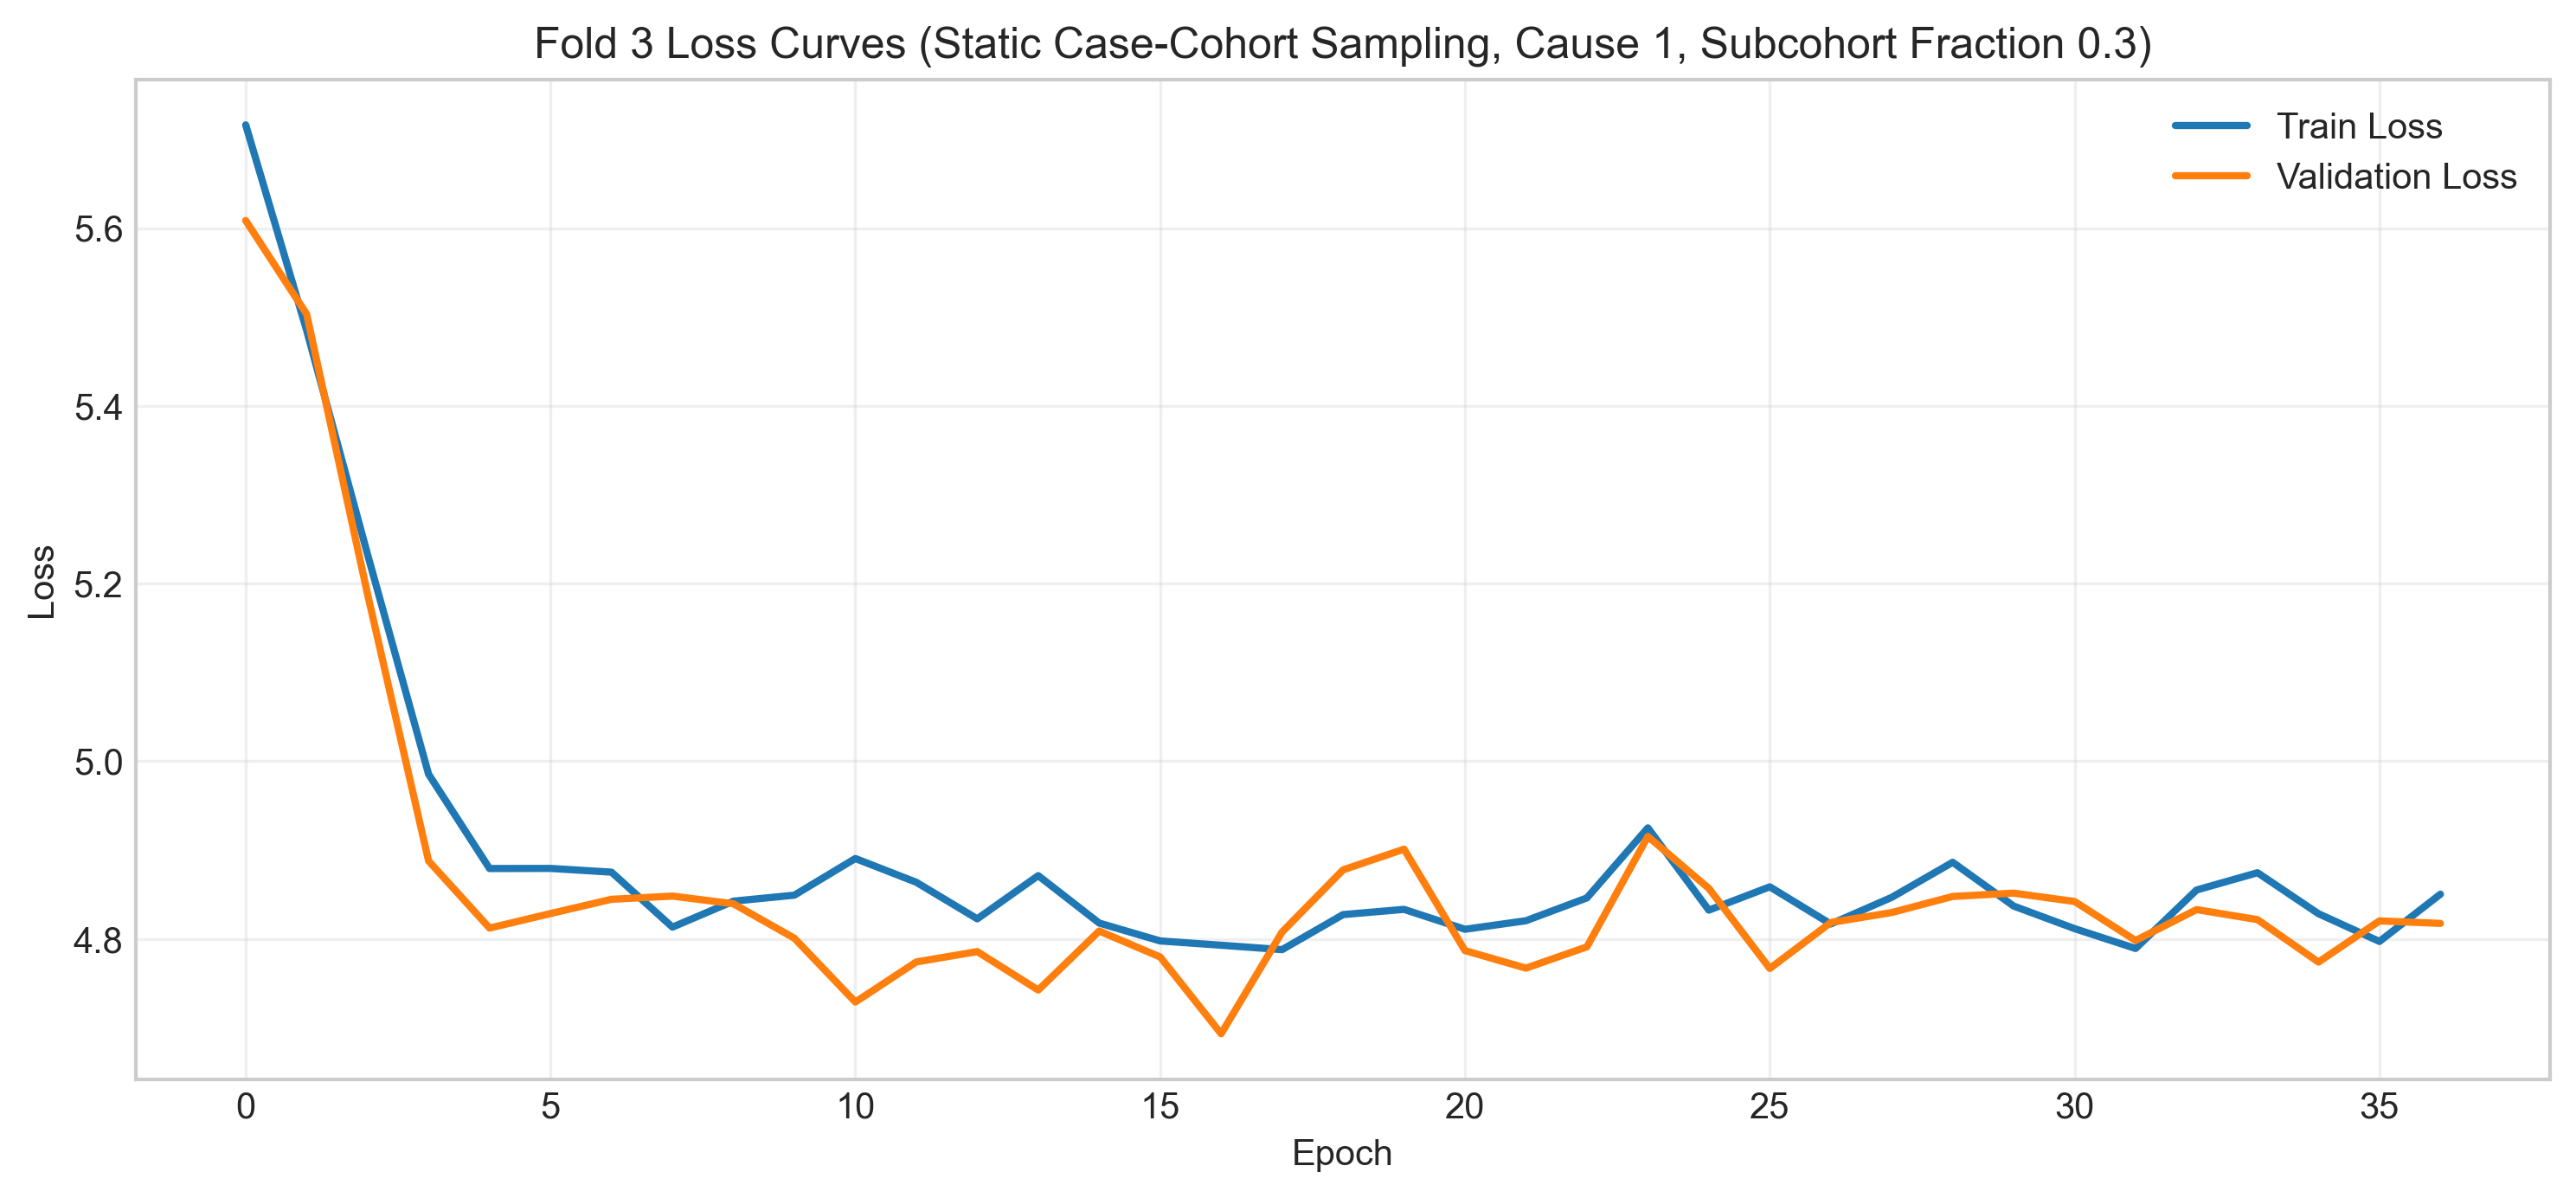 Fold 3 Loss Curves (Static Case-Cohort Sampling, Cause 1, Subcohort Fraction 0.3)
Train Loss
Validation Loss
5.6
5.4
5.2
5.0
4.8
Loss
0 5 10 15 20 25 30 35
Epoch